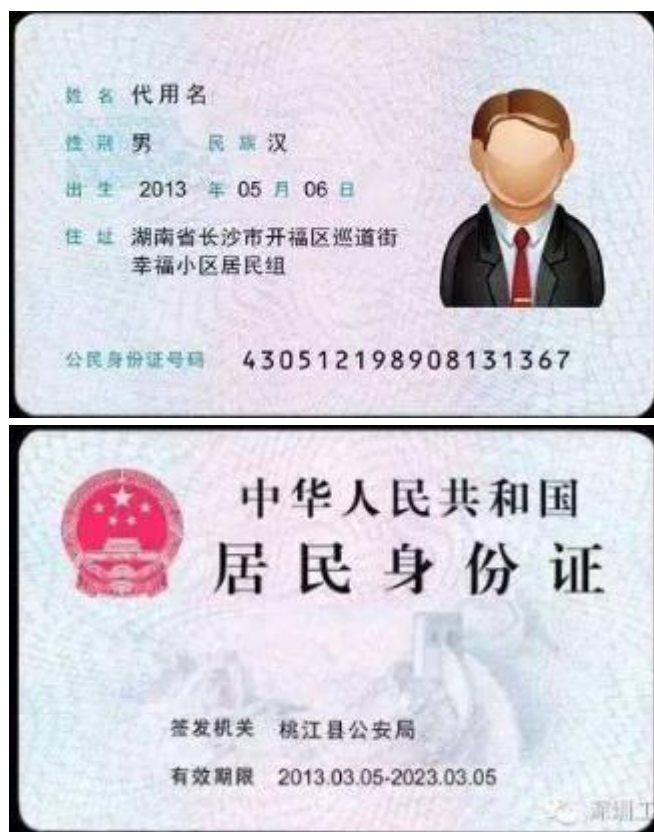 姓名 代用名
性别 男 民族 汉
出生 2013 年 05 月 06 日
住址 湖南省长沙市开福区巡道街
幸福小区居民组
公民身份证号码 430512198908131367
中华人民共和国
居民身份证
签发机关 桃江县公安局
有效期限 2013.03.05-2023.03.05
深圳工